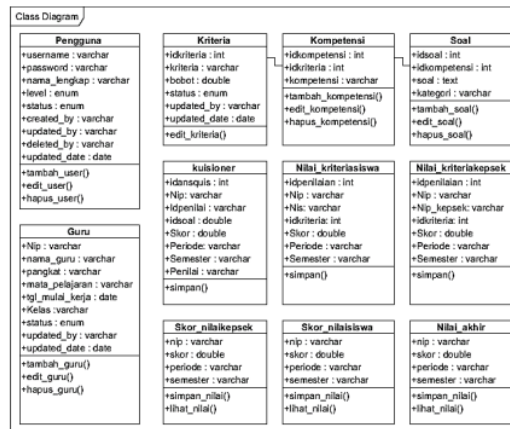 Class Diagram
Pengguna
+username : varchar
+password : varchar
+nama_lengkap : varchar
+level : enum
+status : enum
+created_by : varchar
+updated_by : varchar
+deleted_by : varchar
+updated_date : date
+tambah_user()
+edit_user()
+hapus_user()
Kriteria
+idkriteria : int
+kriteria : varchar
+bobot : double
+status : enum
+updated_by : varchar
+updated_date : date
+edit_kriteria()
Kompetensi
+idkompetensi : int
+idkriteria : int
+kompetensi : varchar
+tambah_kompetensi()
+edit_kompetensi()
+hapus_kompetensi()
Soal
+idsoal : int
+idkompetensi : int
+soal : text
+kategori : varchar
+tambah_soal()
+edit_soal()
+hapus_soal()
kuisioner
+idansquis : int
+Nip : varchar
+Idpenilai : varchar
+idsoal : double
+Skor : double
+Periode: varchar
+Semester : varchar
+Penilai : varchar
+simpan()
Nilai_kriteriasiswa
+idpenilaian : int
+Nip : varchar
+Nis: varchar
+idkriteria: int
+Skor : double
+Periode : varchar
+Semester : varchar
+simpan()
Nilai_kriteriakepsek
+idpenilaian : int
+Nip : varchar
+Nip_kepsek: varchar
+idkriteria: int
+Skor : double
+Periode : varchar
+Semester : varchar
+simpan()
Guru
+Nip : varchar
+nama_guru : varchar
+pangkat : varchar
+mata_pelajaran : varchar
+tgl_mulai_kerja : date
+Kelas :varchar
+status : enum
+updated_by : varchar
+updated_date : date
+tambah_guru()
+edit_guru()
+hapus_guru()
Skor_nilaikepsek
+nip : varchar
+skor : double
+periode : varchar
+semester : varchar
+simpan_nilai()
+lihat_nilai()
Skor_nilaisiswa
+nip : varchar
+skor : double
+periode : varchar
+semester : varchar
+simpan_nilai()
+lihat_nilai()
Nilai_akhir
+nip : varchar
+skor : double
+periode : varchar
+semester : varchar
+simpan_nilai()
+lihat_nilai()